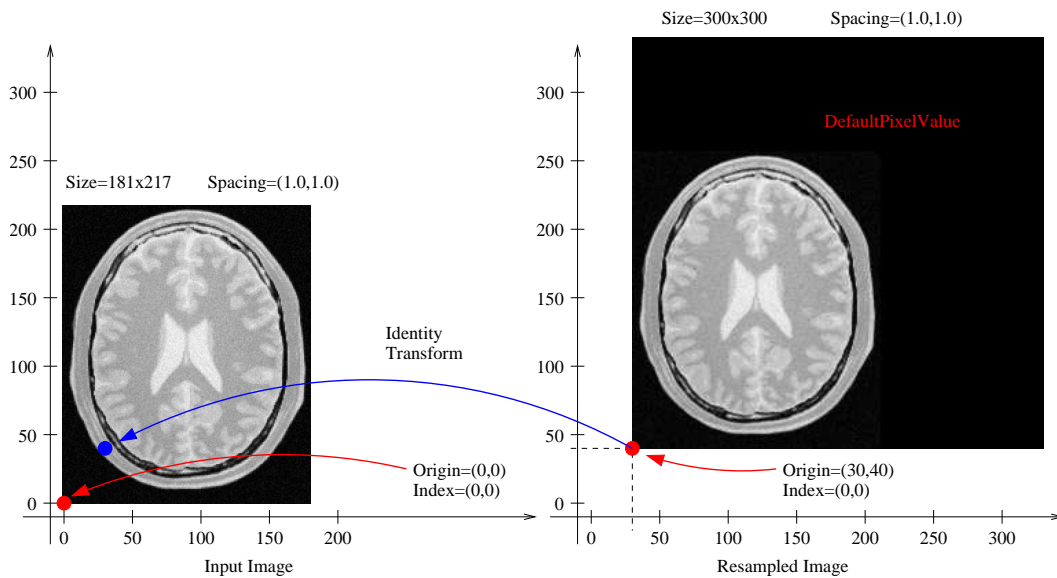 Size=300x300 Spacing=(1.0,1.0)
300
250
200
150
100
50
0
Size=181x217 Spacing=(1.0,1.0)
Identity
Transform
Origin=(0,0)
Index=(0,0)
0 50 100 150 200
Input Image
300
250
200
150
100
50
0
DefaultPixelValue
Origin=(30,40)
Index=(0,0)
0 50 100 150 200 250 300
Resampled Image